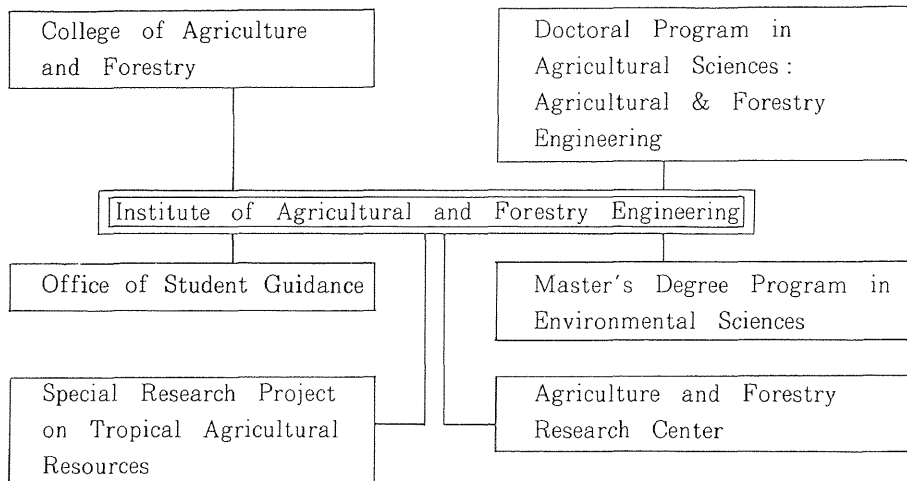 College of Agriculture
and Forestry
Doctoral Program in
Agricultural Sciences:
Agricultural & Forestry
Engineering
Institute of Agricultural and Forestry Engineering
Office of Student Guidance
Master's Degree Program in
Environmental Sciences
Special Research Project
on Tropical Agricultural
Resources
Agriculture and Forestry
Research Center